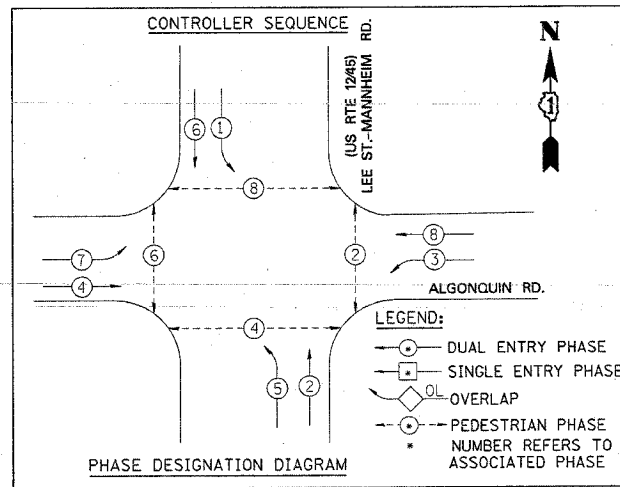 CONTROLLER SEQUENCE
(US RTE 12/45)
LEE ST.-MANNHEIM RD.
N
1
6
1
8
7
4
6
2
8
3
ALGONQUIN RD.
4
5
2
LEGEND:
* DUAL ENTRY PHASE
* SINGLE ENTRY PHASE
OL OVERLAP
* PEDESTRIAN PHASE
* NUMBER REFERS TO
ASSOCIATED PHASE
PHASE DESIGNATION DIAGRAM